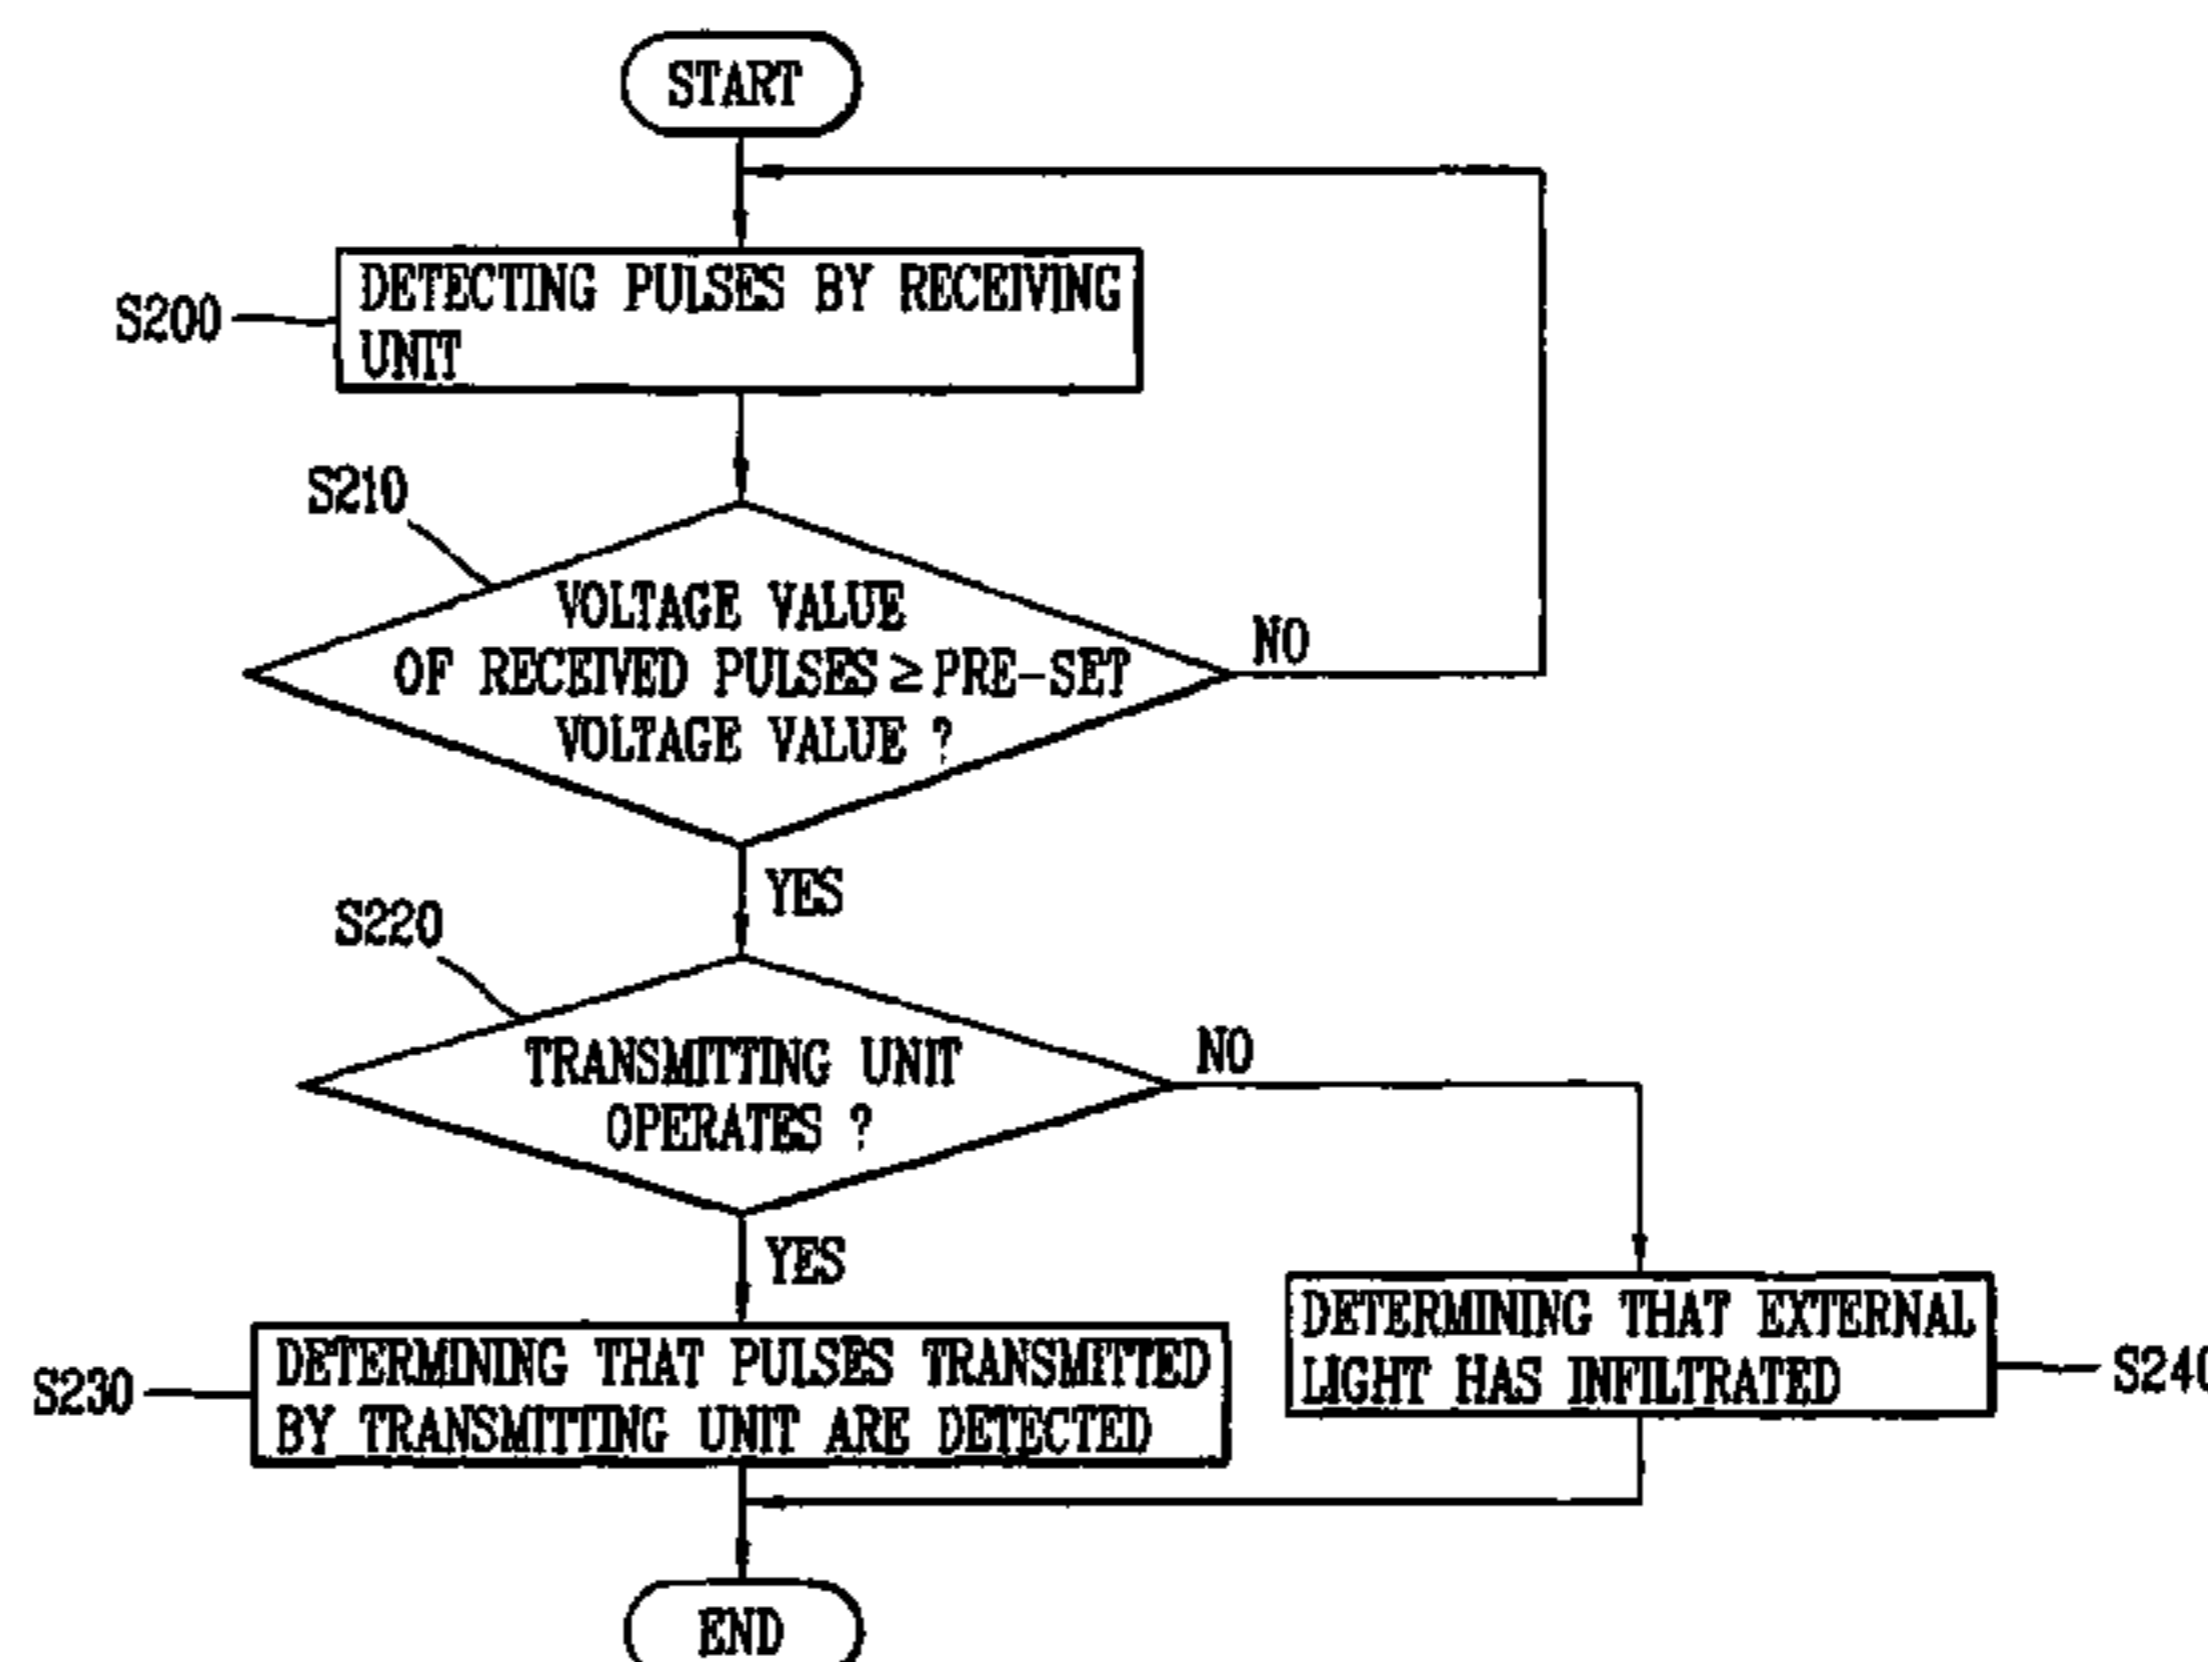 START
S200
DETECTING PULSES BY RECEIVING
UNIT
S210
VOLTAGE VALUE
OF RECEIVED PULSES ≥ PRE-SET
VOLTAGE VALUE ?
NO
YES
S220
TRANSMITTING UNIT
OPERATES ?
NO
YES
S230
DETERMINING THAT PULSES TRANSMITTED
BY TRANSMITTING UNIT ARE DETECTED
DETERMINING THAT EXTERNAL
LIGHT HAS INFILTRATED
S240
END